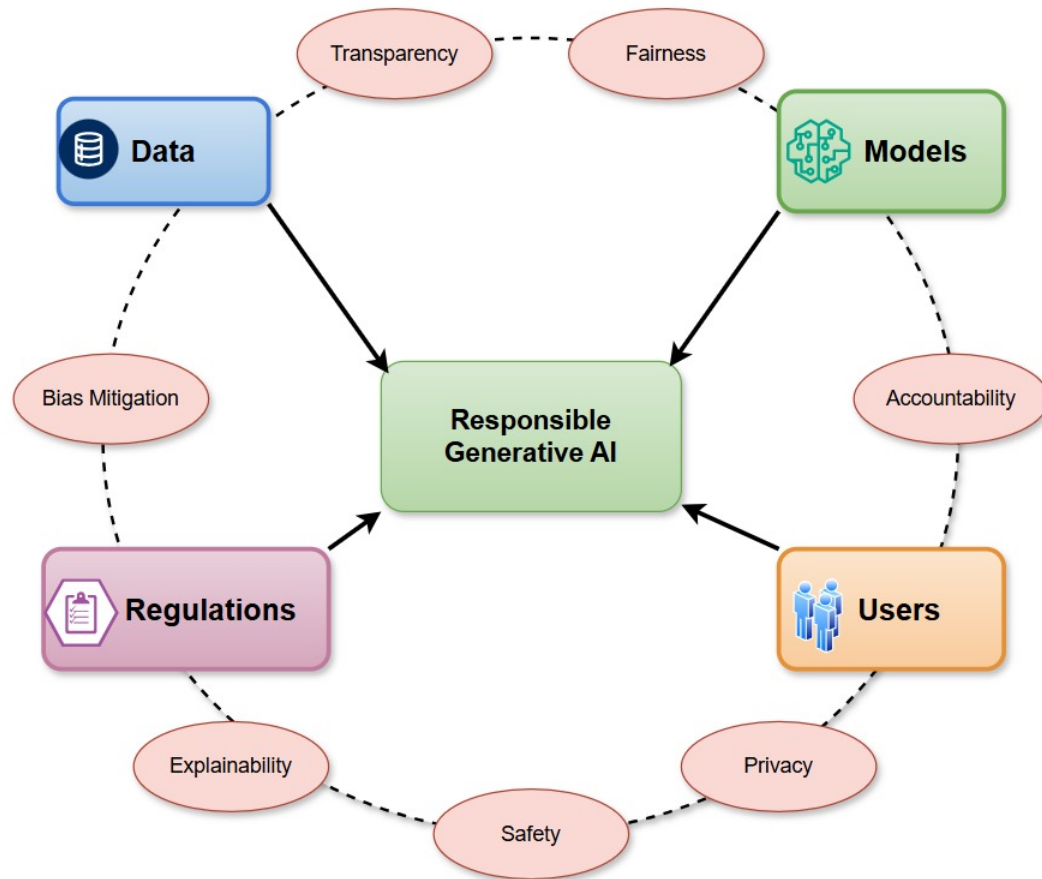 Transparency
Fairness
Data
Models
Bias Mitigation
Responsible
Generative AI
Accountability
Regulations
Users
Explainability
Privacy
Safety